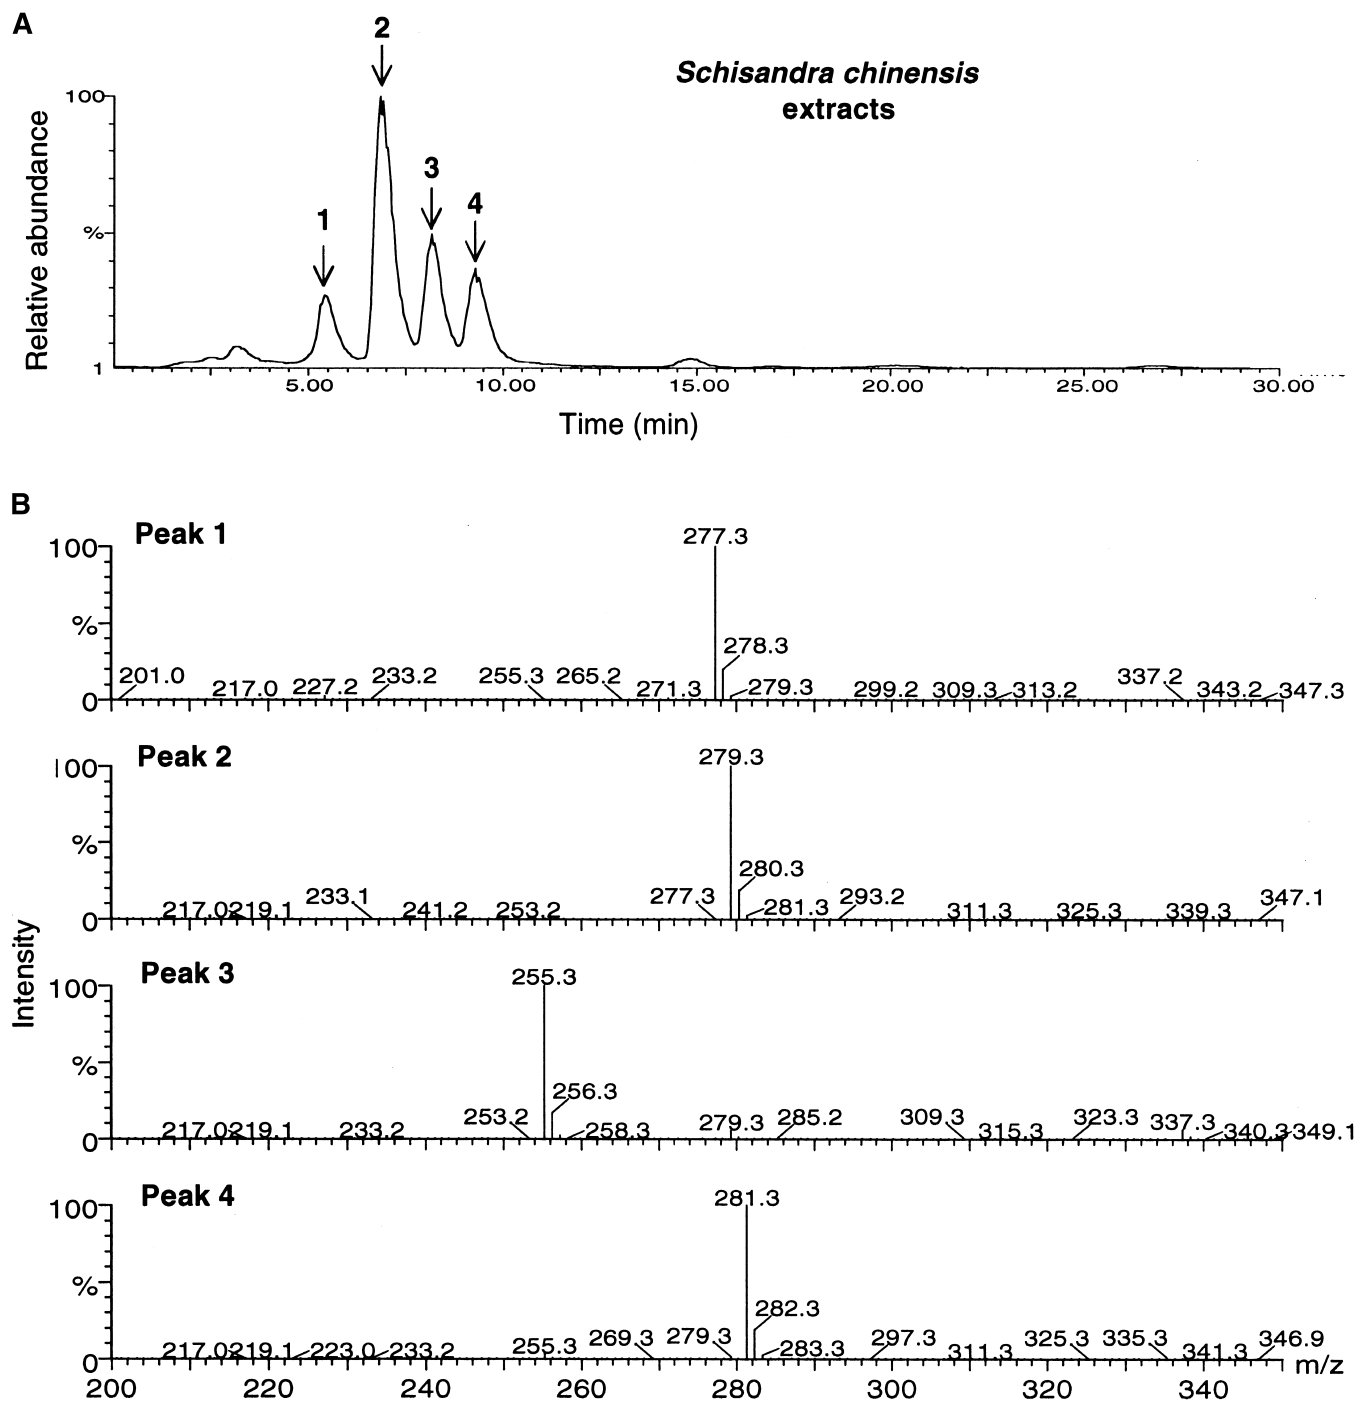 A
2
Schisandra chinensis
extracts
100
3
4
1
%
Relative abundance
1
5.00 10.00 15.00 20.00 25.00 30.00
Time (min)
B
Peak 1
277.3
100
%
278.3
201.0 217.0 227.2 233.2 255.3 265.2 271.3 279.3 299.2 309.3 313.2 337.2 343.2 347.3
0
Peak 2
279.3
100
%
280.3
217.0 219.1 233.1 241.2 253.2 277.3 281.3 293.2 311.3 325.3 339.3 347.1
0
Intensity
Peak 3
255.3
100
%
256.3
217.0 219.1 233.2 253.2 258.3 279.3 285.2 309.3 315.3 323.3 337.3 340.3 349.1
0
Peak 4
281.3
100
%
282.3
217.0 219.1 223.0 233.2 255.3 269.3 279.3 283.3 297.3 311.3 325.3 335.3 341.3 346.9
0
m/z
200 220 240 260 280 300 320 340